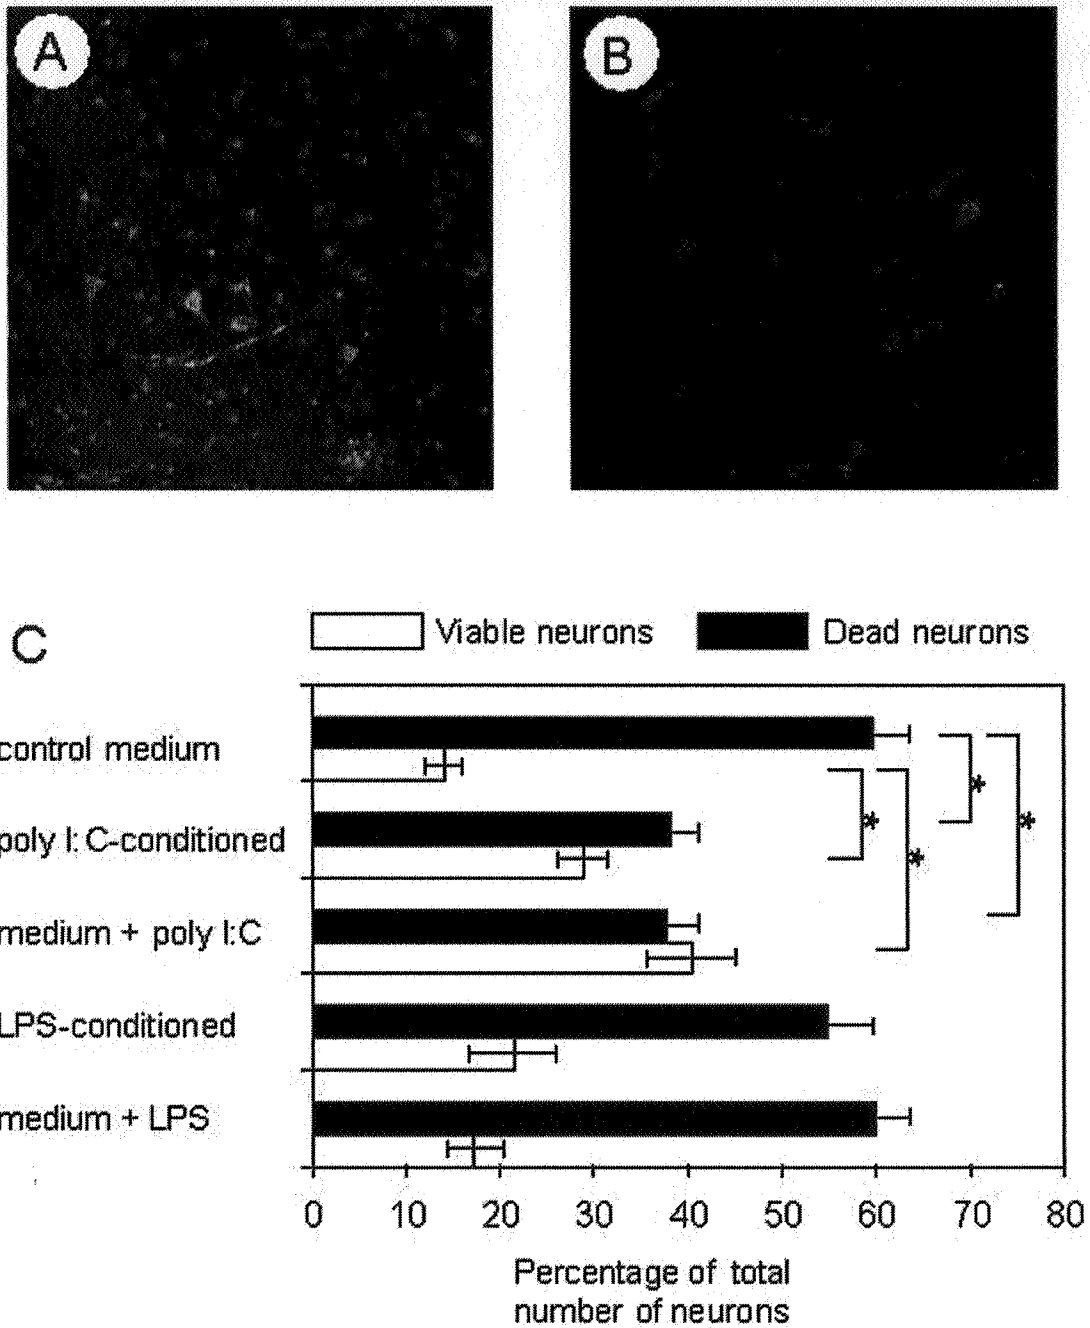 A
B
C
Viable neurons
Dead neurons
control medium
poly I:C-conditioned
medium + poly I:C
LPS-conditioned
medium + LPS
*
*
*
*
0 10 20 30 40 50 60 70 80
Percentage of total
number of neurons